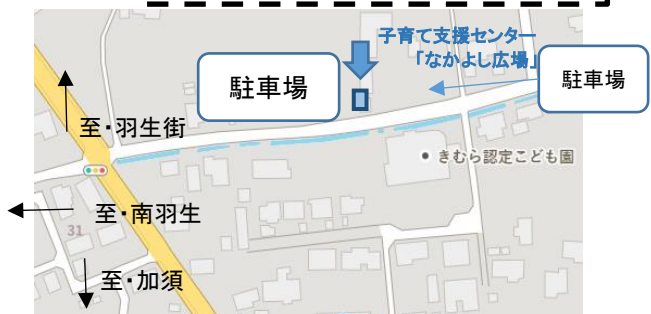 子育て支援センター
「なかよし広場」
駐車場
駐車場
至・羽生街
きむら認定こども園
至・南羽生
31
至・加須